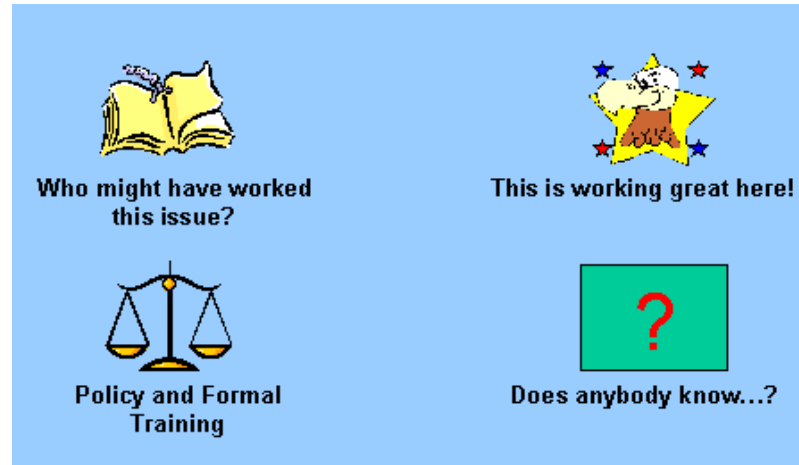 Who might have worked
this issue?
This is working great here!
Policy and Formal
Training
?
Does anybody know...?